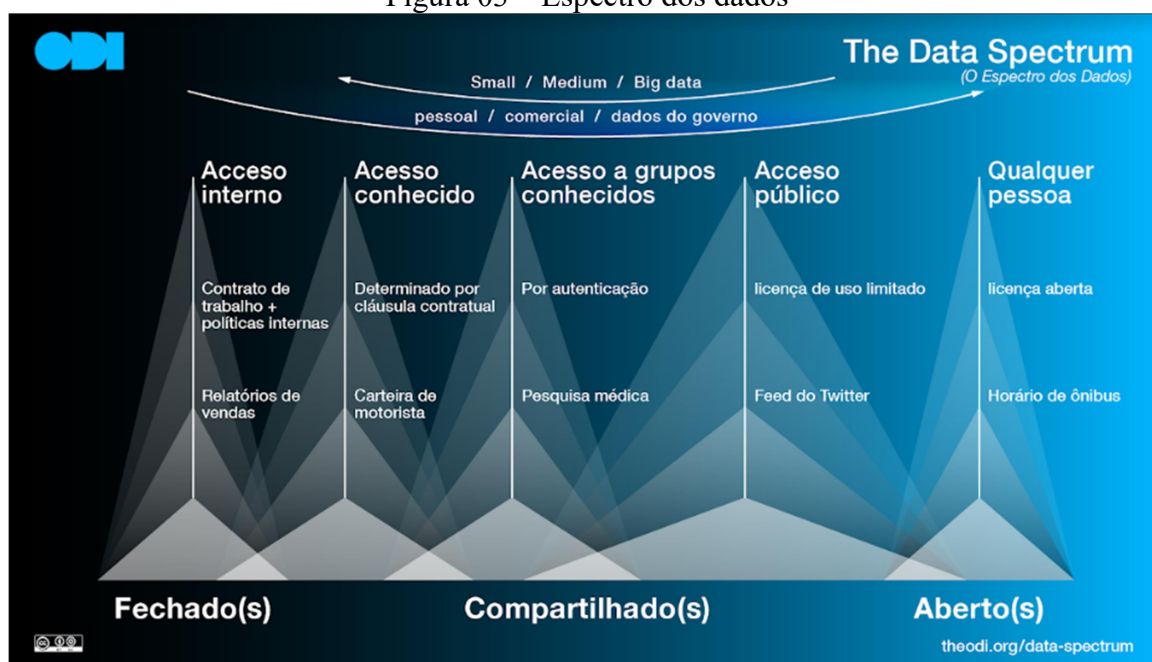 Figura 03 – Espectro dos dados
ODI
The Data Spectrum
(O Espectro dos Dados)
Small / Medium / Big data
pessoal / comercial / dados do governo
Acceso
interno
Acesso
conhecido
Acesso a grupos
conhecidos
Acceso
público
Qualquer
pessoa
Contrato de
trabalho +
políticas internas
Determinado por
cláusula contratual
Por autenticação
licença de uso limitado
licença aberta
Relatórios de
vendas
Carteira de
motorista
Pesquisa médica
Feed do Twitter
Horário de ônibus
Fechado(s)
Compartilhado(s)
Aberto(s)
theodi.org/data-spectrum